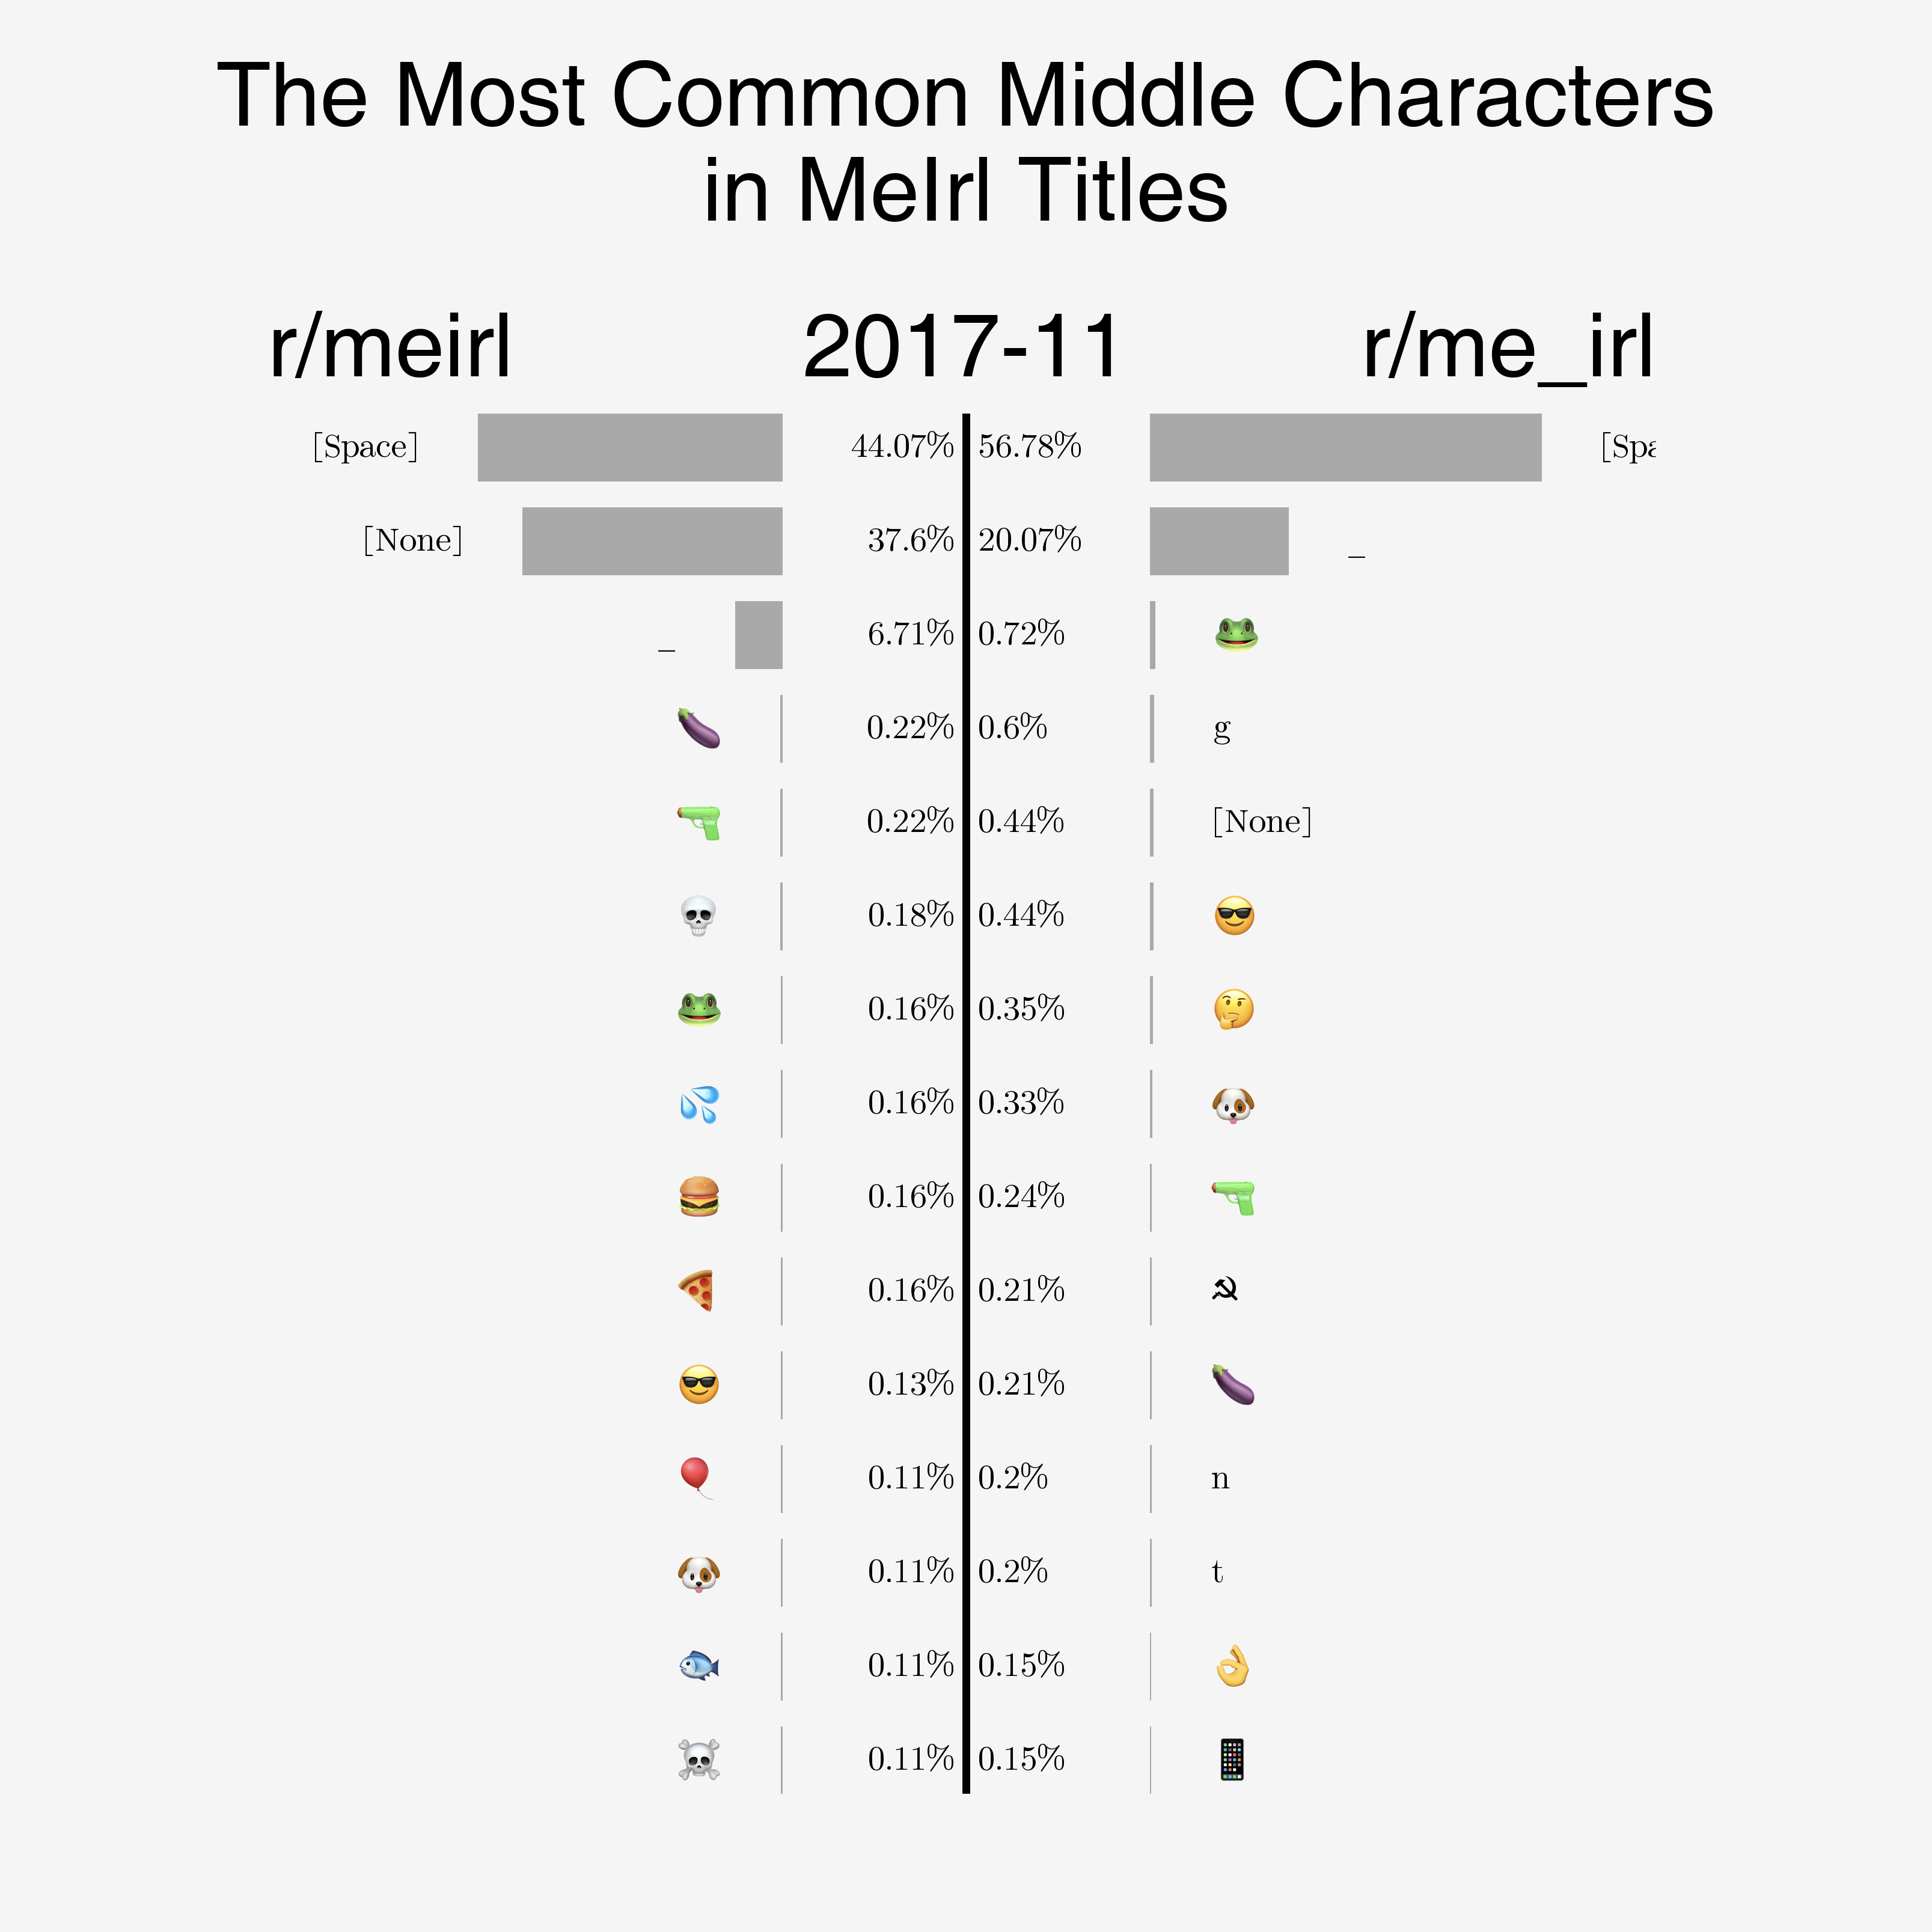 The Most Common Middle Characters
in MeIrl Titles
r/meirl 2017-11 r/me_irl
[Space] 44.07% 56.78% [Spa
[None] 37.6% 20.07% _
_ 6.71% 0.72% 🐸
🍆 0.22% 0.6% g
🔫 0.22% 0.44% [None]
💀 0.18% 0.44% 😎
🐸 0.16% 0.35% 🤔
💦 0.16% 0.33% 🐶
🍔 0.16% 0.24% 🔫
🍕 0.16% 0.21% ☭
😎 0.13% 0.21% 🍆
🎈 0.11% 0.2% n
🐶 0.11% 0.2% t
🐟 0.11% 0.15% 👌
☠ 0.11% 0.15% 📱